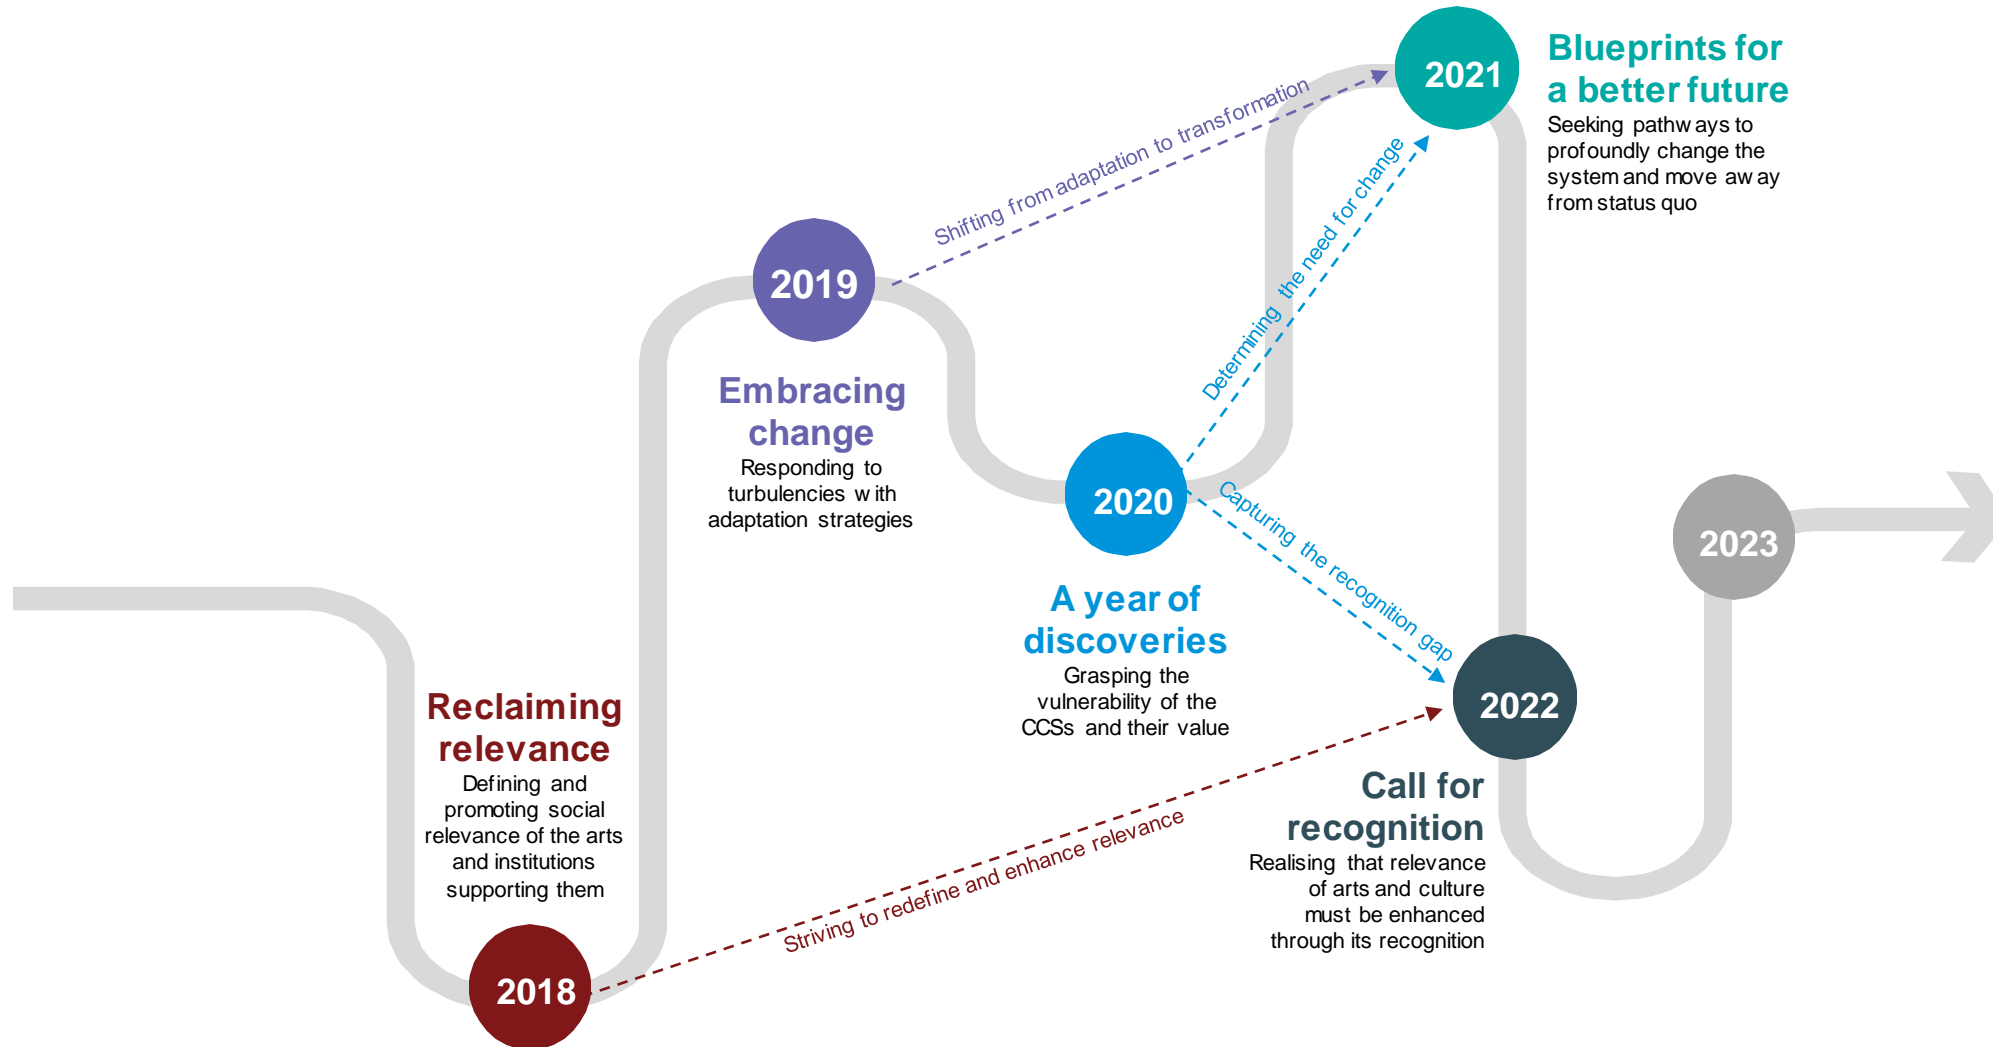 2018
Reclaiming
relevance
Defining and
promoting social
relevance of the arts
and institutions
supporting them
2019
Embracing
change
Responding to
turbulencies with
adaptation strategies
2020
A year of
discoveries
Grasping the
vulnerability of the
CCSs and their value
2021
Blueprints for
a better future
Seeking pathways to
profoundly change the
system and move away
from status quo
2022
Call for
recognition
Realising that relevance
of arts and culture
must be enhanced
through its recognition
2023
Shifting from adaptation to transformation
Determining the need for change
Capturing the recognition gap
Striving to redefine and enhance relevance